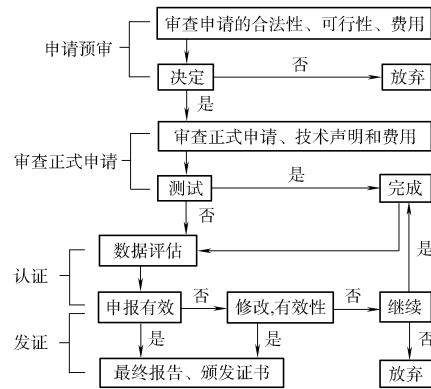 审查申请的合法性、可行性、费用
申请预审
否
决定
放弃
是
审查正式申请、技术声明和费用
审查正式申请
是
测试
完成
否
数据评估
是
认证
否
否
申报有效
修改,有效性
继续
发证
是
是
否
最终报告、颁发证书
放弃